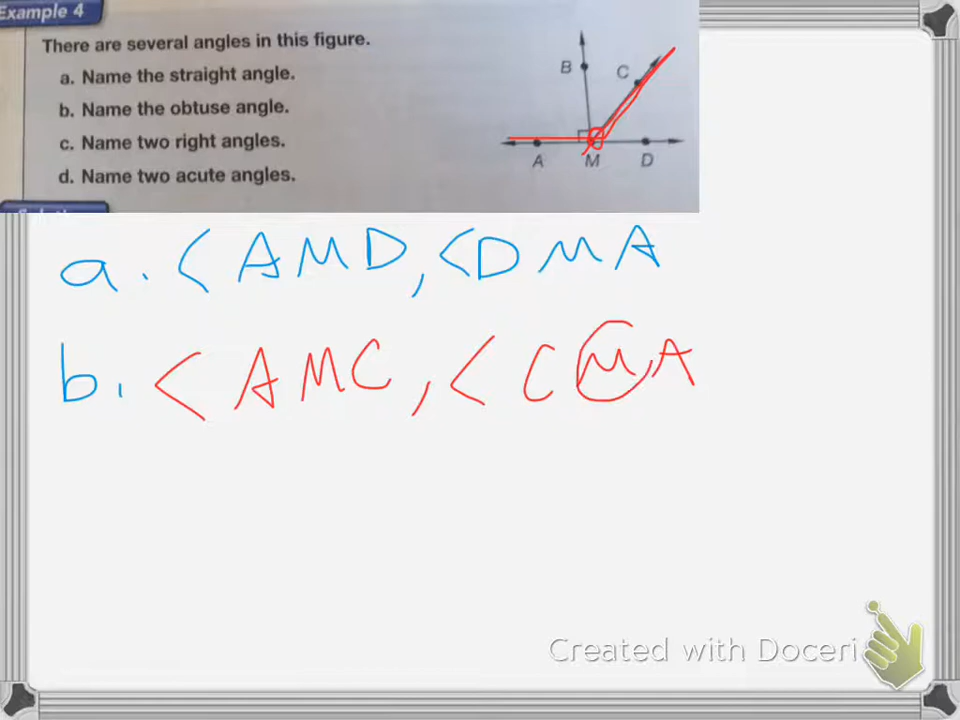 Example 4
There are several angles in this figure.
a. Name the straight angle.
b. Name the obtuse angle.
c. Name two right angles.
d. Name two acute angles.
B
C
A
M
D
a. < AMD, <DMA
b. < AMC, < CMA
Created with Doceri